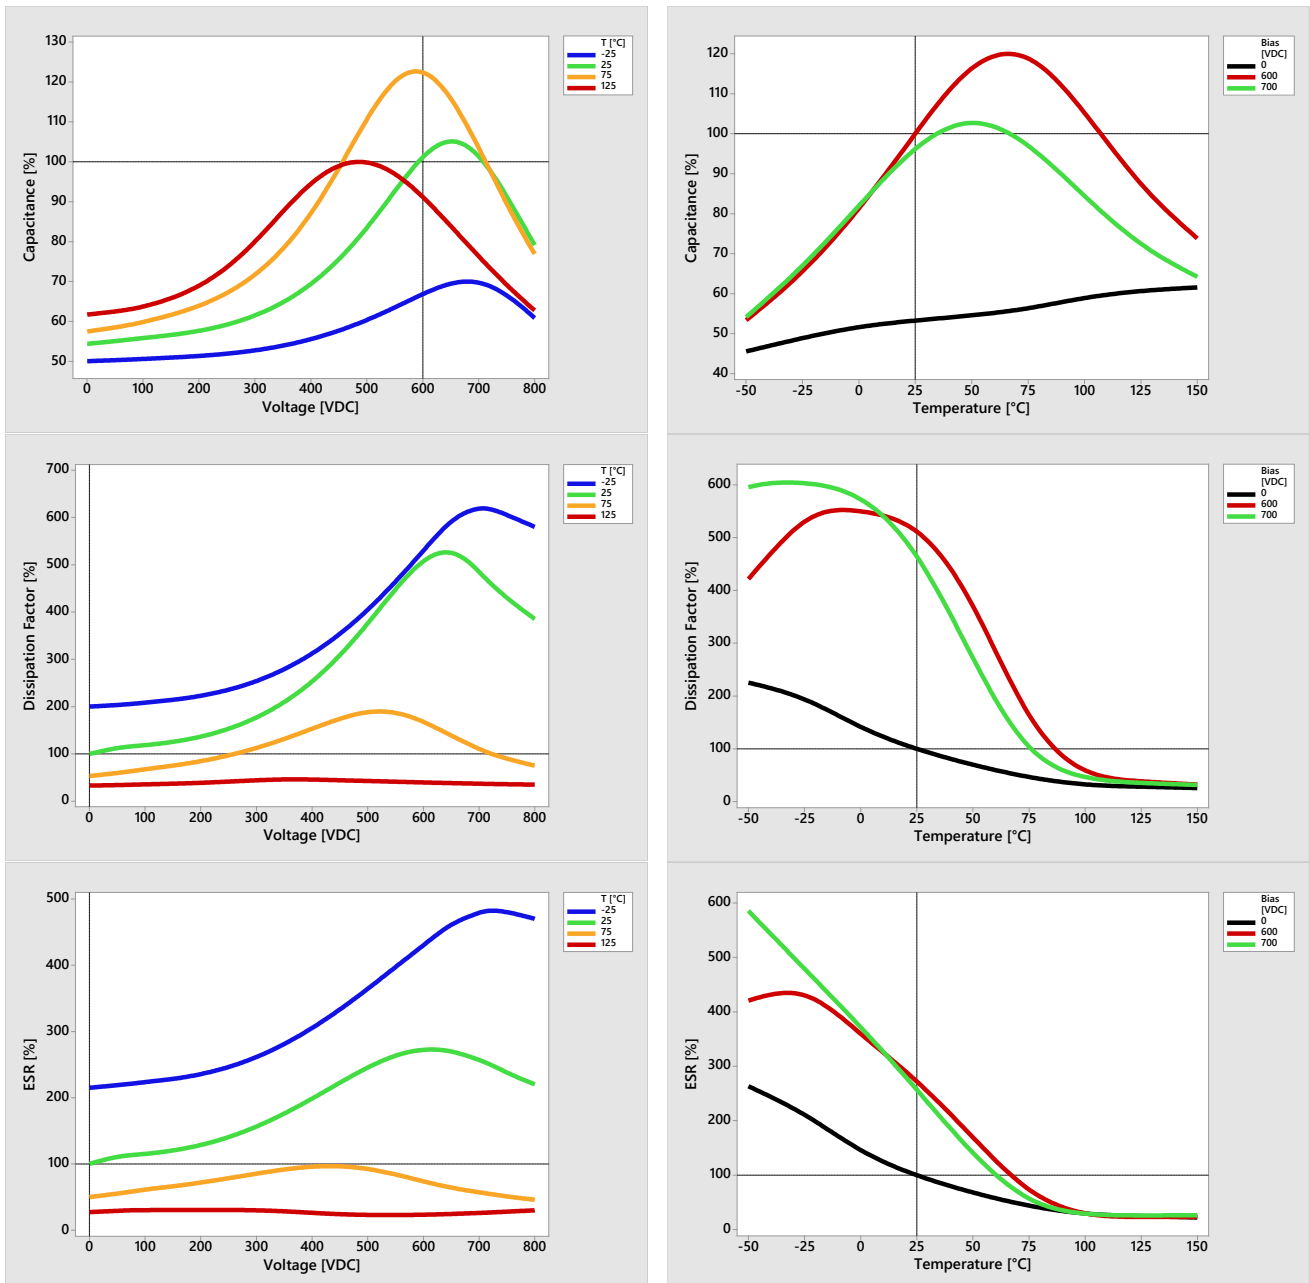 130
120
110
100
90
80
70
60
50
0 100 200 300 400 500 600 700 800
Capacitance [%]
Voltage [VDC]
T [°C]
-25
25
75
125
120
110
100
90
80
70
60
50
40
-50 -25 0 25 50 75 100 125 150
Capacitance [%]
Temperature [°C]
Bias
[VDC]
0
600
700
700
600
500
400
300
200
100
0
0 100 200 300 400 500 600 700 800
Dissipation Factor [%]
Voltage [VDC]
T [°C]
-25
25
75
125
600
500
400
300
200
100
0
-50 -25 0 25 50 75 100 125 150
Dissipation Factor [%]
Temperature [°C]
Bias
[VDC]
0
600
700
500
400
300
200
100
0
0 100 200 300 400 500 600 700 800
ESR [%]
Voltage [VDC]
T [°C]
-25
25
75
125
600
500
400
300
200
100
0
-50 -25 0 25 50 75 100 125 150
ESR [%]
Temperature [°C]
Bias
[VDC]
0
600
700